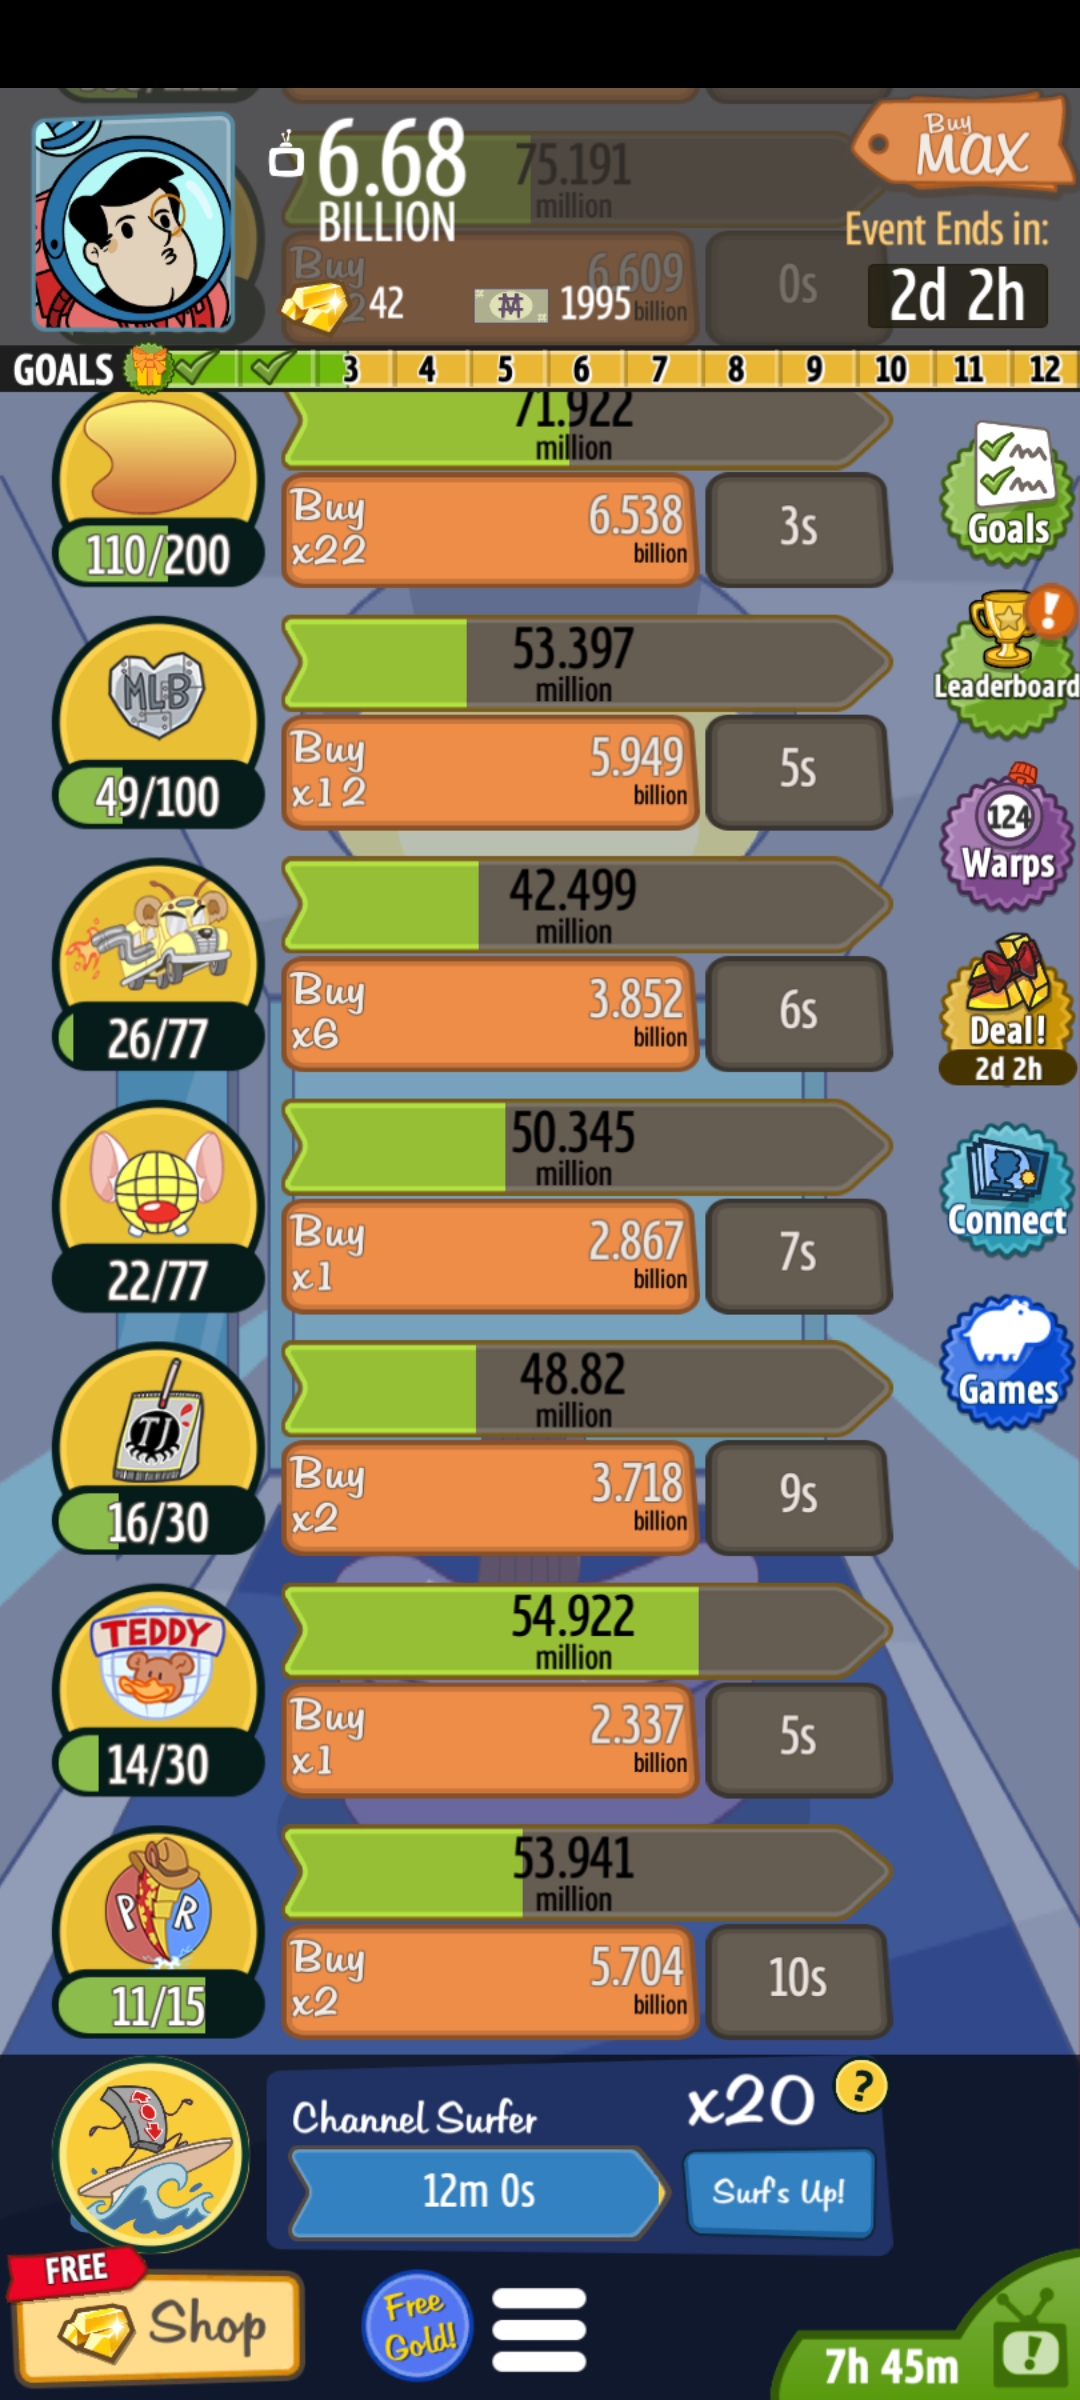 6.68
BILLION
75.191
million
Buy
MAX
Event Ends in:
2d 2h
Buy
6.609
billion
0s
42
1995
GOALS
3
4
5
6
7
8
9
10
11
12
71.922
million
110/200
Buy
x22
6.538
billion
3s
Goals
MLB
49/100
53.397
million
Buy
x12
5.949
billion
5s
!
Leaderboard
26/77
42.499
million
Buy
x6
3.852
billion
6s
124
Warps
Deal!
2d 2h
22/77
50.345
million
Buy
x1
2.867
billion
7s
Connect
TJ
16/30
48.82
million
Buy
x2
3.718
billion
9s
Games
TEDDY
14/30
54.922
million
Buy
x1
2.337
billion
5s
P R
11/15
53.941
million
Buy
x2
5.704
billion
10s
Channel Surfer
x20
?
12m 0s
Surf's Up!
FREE
Shop
Free
Gold!
7h 45m
!